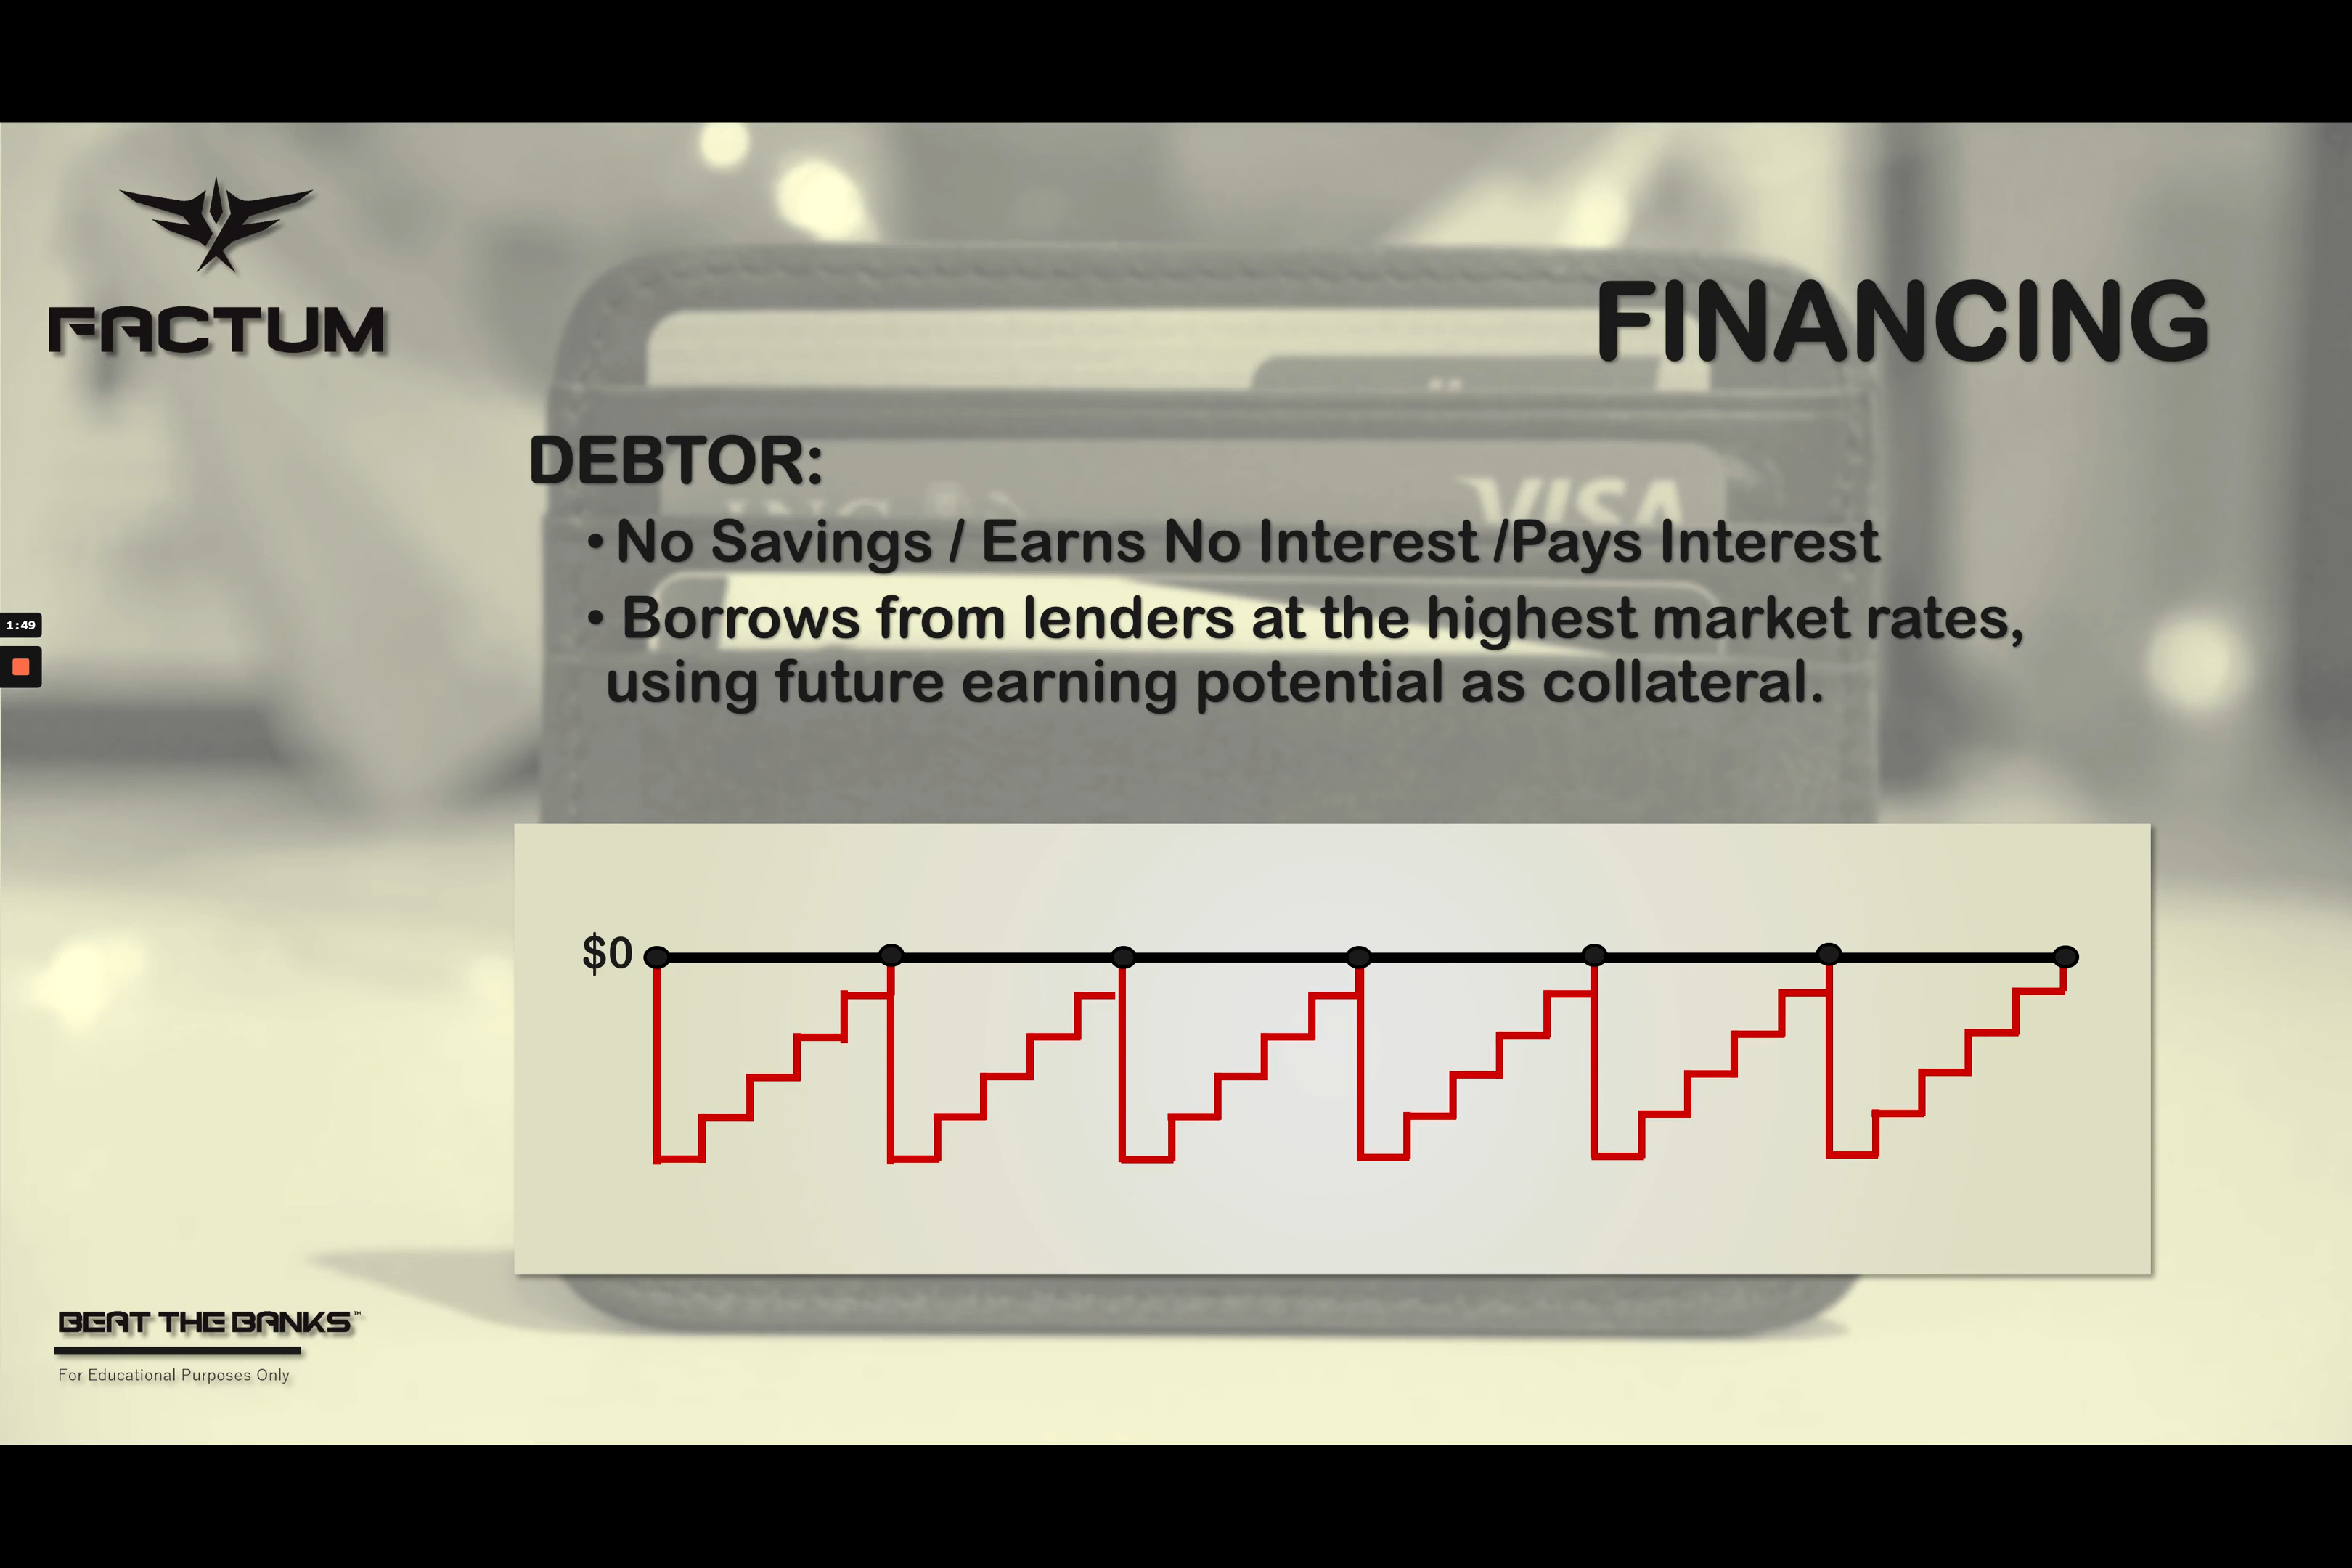 FACTUM
FINANCING
DEBTOR:
VISA
• No Savings / Earns No Interest /Pays Interest
• Borrows from lenders at the highest market rates,
using future earning potential as collateral.
1:49
$0
BEAT THE BANKS™
For Educational Purposes Only